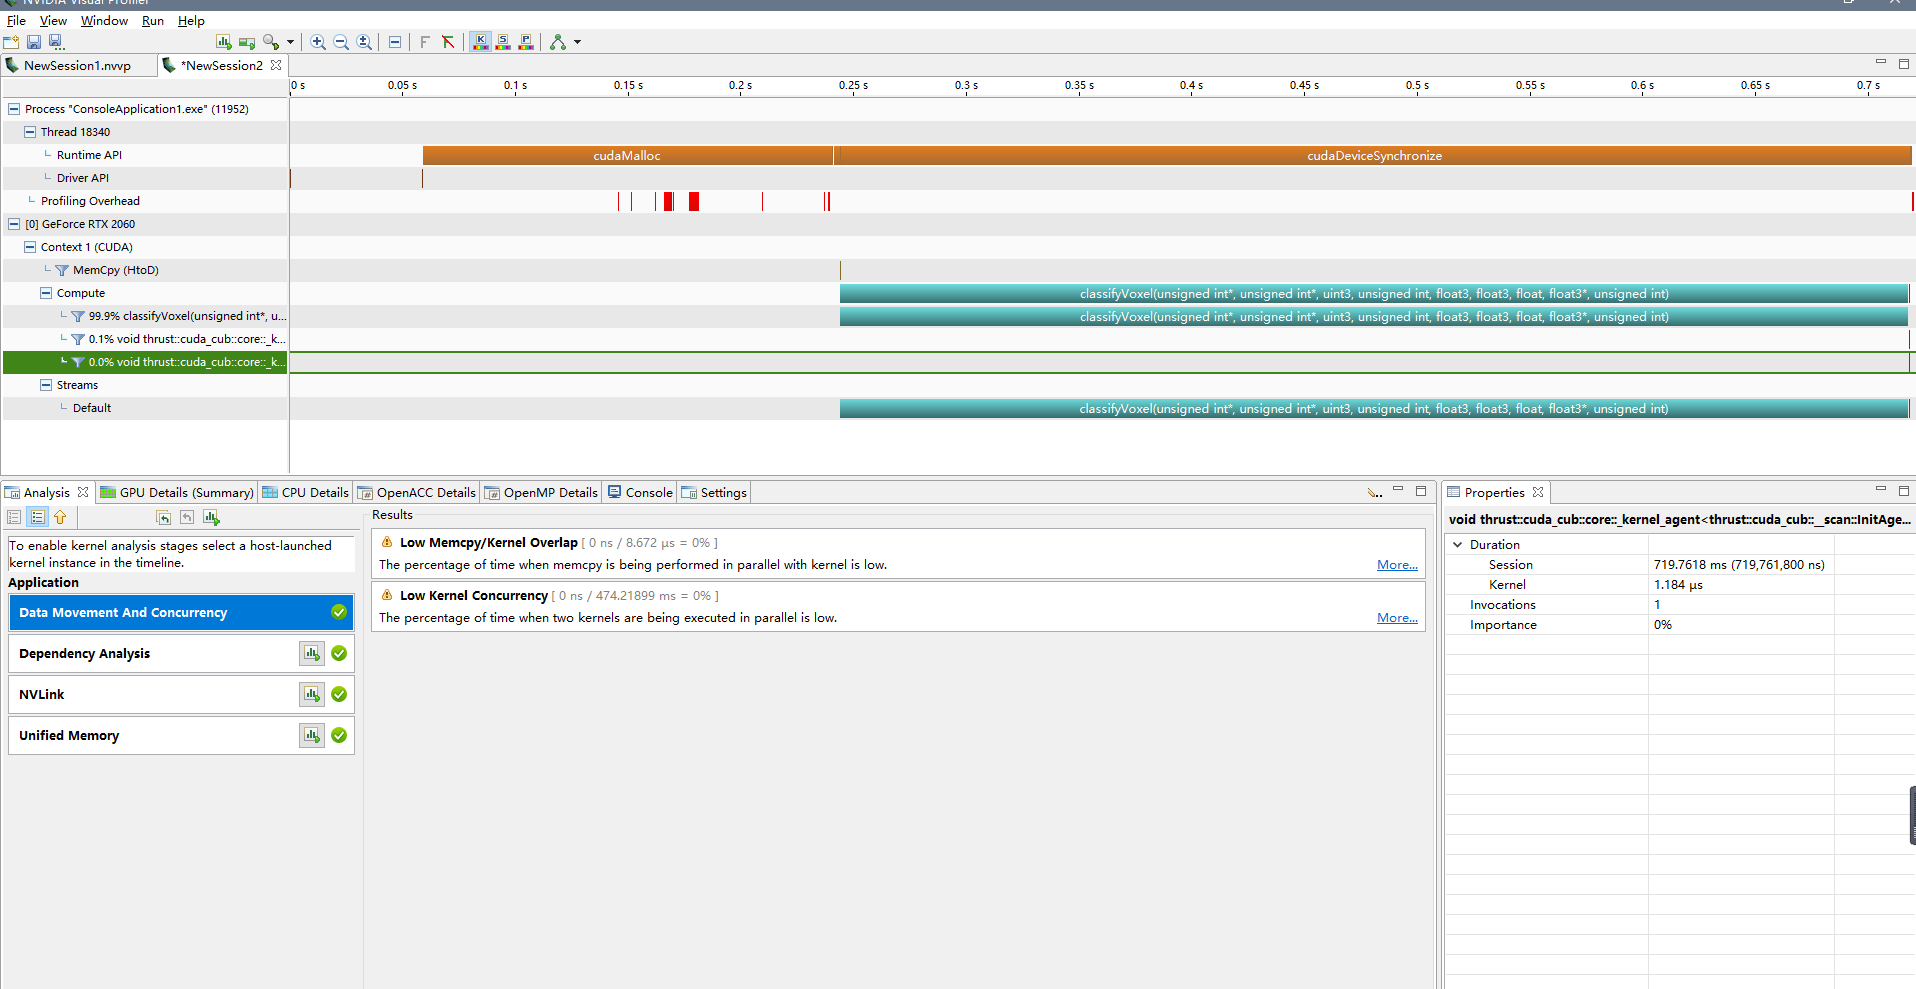 NVIDIA Visual Profiler
File View Window Run Help
NewSession1.nvvp *NewSession2
0 s 0.05 s 0.1 s 0.15 s 0.2 s 0.25 s 0.3 s 0.35 s 0.4 s 0.45 s 0.5 s 0.55 s 0.6 s 0.65 s 0.7 s
Process "ConsoleApplication1.exe" (11952)
Thread 18340
Runtime API cudaMalloc cudaDeviceSynchronize
Driver API
Profiling Overhead
[0] GeForce RTX 2060
Context 1 (CUDA)
MemCpy (HtoD)
Compute classifyVoxel(unsigned int*, unsigned int*, uint3, unsigned int, float3, float3, float, float3*, unsigned int)
99.9% classifyVoxel(unsigned int*, u... classifyVoxel(unsigned int*, unsigned int*, uint3, unsigned int, float3, float3, float, float3*, unsigned int)
0.1% void thrust::cuda_cub::core::_k...
0.0% void thrust::cuda_cub::core::_k...
Streams
Default classifyVoxel(unsigned int*, unsigned int*, uint3, unsigned int, float3, float3, float, float3*, unsigned int)
Analysis GPU Details (Summary) CPU Details OpenACC Details OpenMP Details Console Settings
To enable kernel analysis stages select a host-launched
kernel instance in the timeline.
Application
Data Movement And Concurrency
Dependency Analysis
NVLink
Unified Memory
Results
Low Memcpy/Kernel Overlap [ 0 ns / 8.672 µs = 0% ]
The percentage of time when memcpy is being performed in parallel with kernel is low. More...
Low Kernel Concurrency [ 0 ns / 474.21899 ms = 0% ]
The percentage of time when two kernels are being executed in parallel is low. More...
Properties
void thrust::cuda_cub::core::_kernel_agent<thrust::cuda_cub::__scan::InitAge...
Duration
Session 719.7618 ms (719,761,800 ns)
Kernel 1.184 µs
Invocations 1
Importance 0%